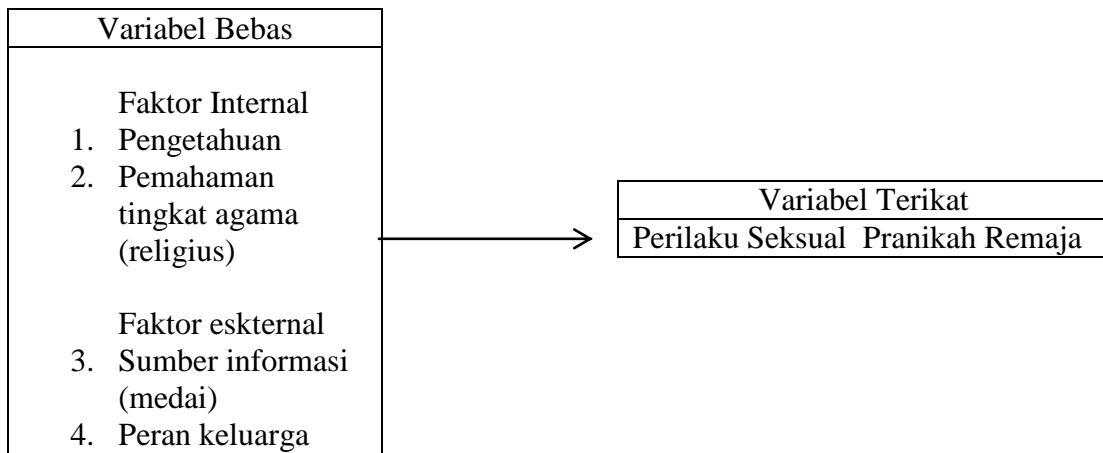 Variabel Bebas
Faktor Internal
1. Pengetahuan
2. Pemahaman
tingkat agama
(religius)
Faktor eskternal
3. Sumber informasi
(medai)
4. Peran keluarga
Variabel Terikat
Perilaku Seksual Pranikah Remaja